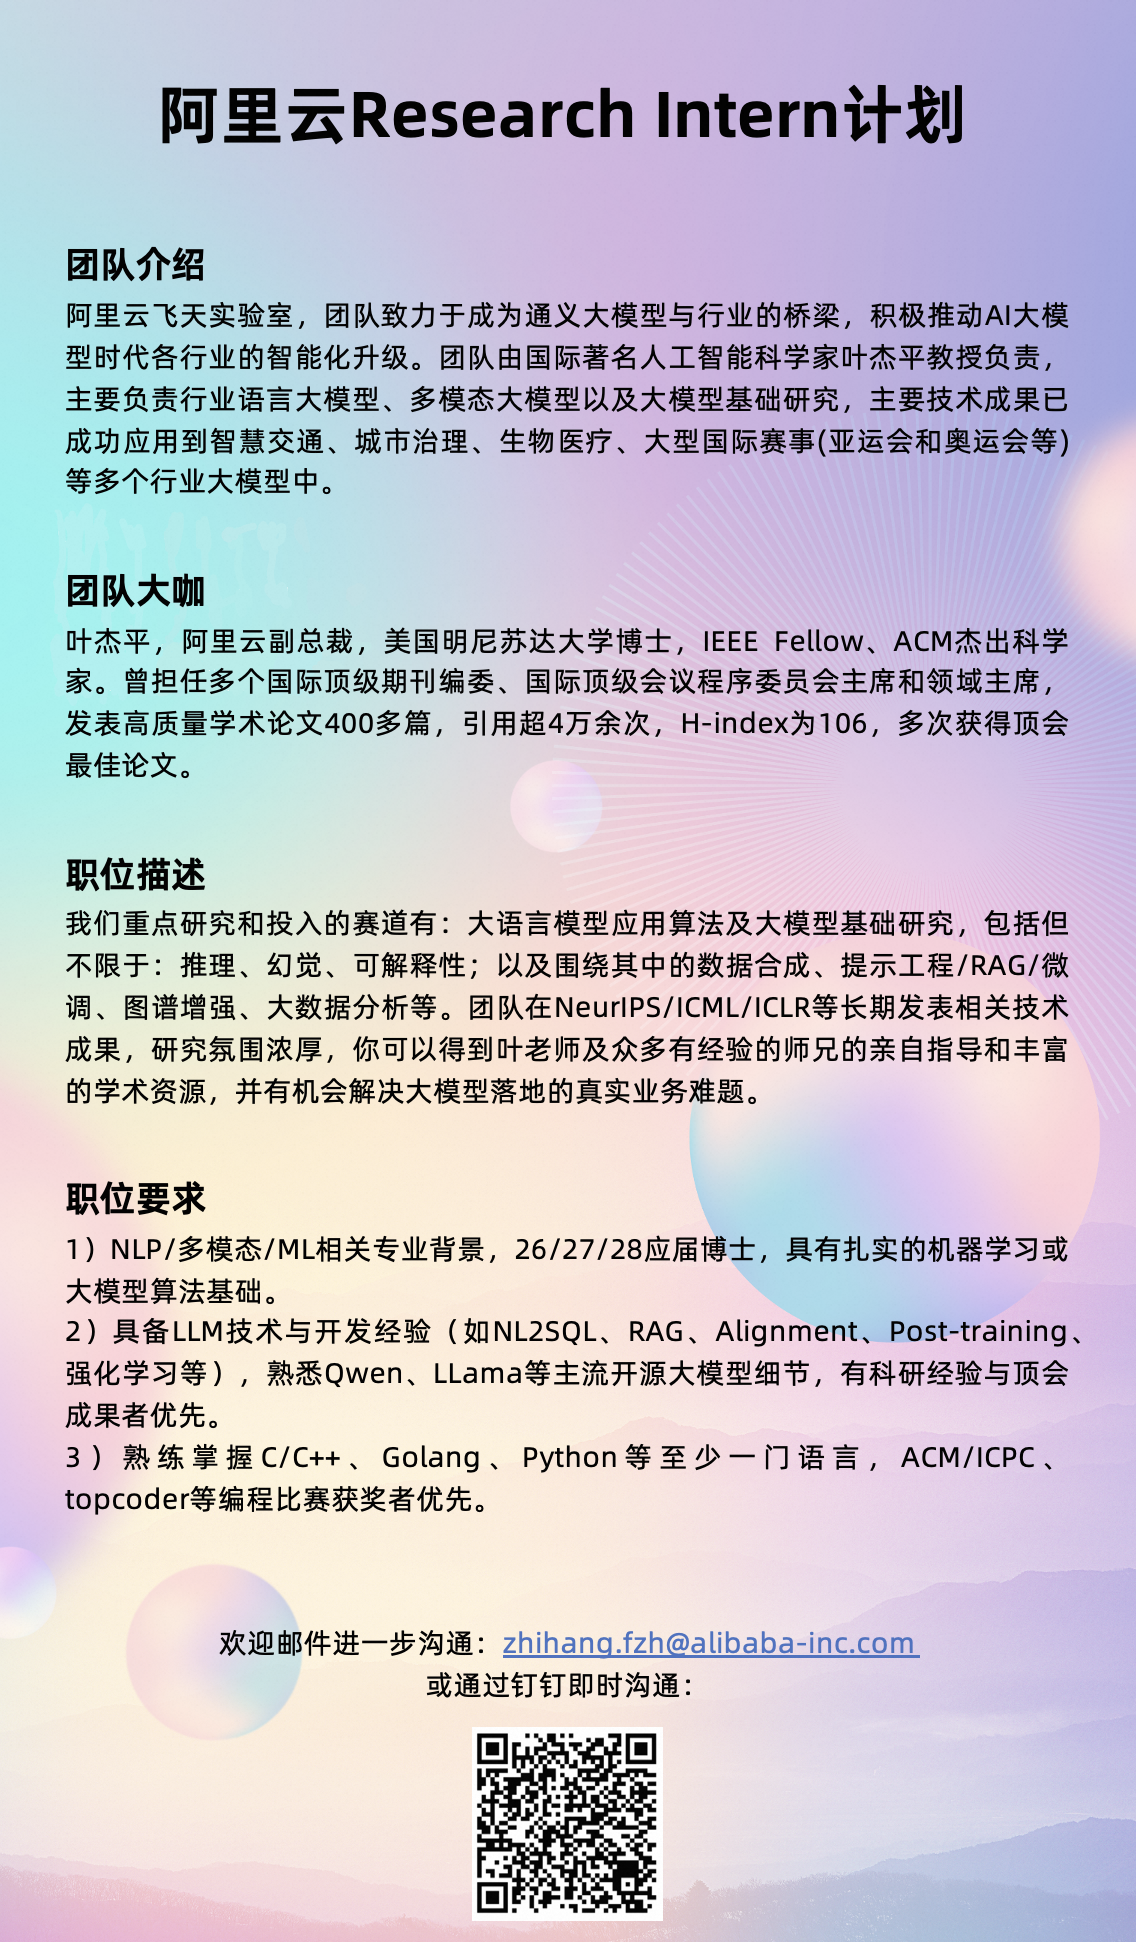 阿里云Research Intern计划
团队介绍
阿里云飞天实验室，团队致力于成为通义大模型与行业的桥梁，积极推动AI大模
型时代各行业的智能化升级。团队由国际著名人工智能科学家叶杰平教授负责，
主要负责行业语言大模型、多模态大模型以及大模型基础研究，主要技术成果已
成功应用到智慧交通、城市治理、生物医疗、大型国际赛事(亚运会和奥运会等)
等多个行业大模型中。
团队大咖
叶杰平，阿里云副总裁，美国明尼苏达大学博士，IEEE Fellow、ACM杰出科学
家。曾担任多个国际顶级期刊编委、国际顶级会议程序委员会主席和领域主席，
发表高质量学术论文400多篇，引用超4万余次，H-index为106，多次获得顶会
最佳论文。
职位描述
我们重点研究和投入的赛道有：大语言模型应用算法及大模型基础研究，包括但
不限于：推理、幻觉、可解释性；以及围绕其中的数据合成、提示工程/RAG/微
调、图谱增强、大数据分析等。团队在NeurIPS/ICML/ICLR等长期发表相关技术
成果，研究氛围浓厚，你可以得到叶老师及众多有经验的师兄的亲自指导和丰富
的学术资源，并有机会解决大模型落地的真实业务难题。
职位要求
1）NLP/多模态/ML相关专业背景，26/27/28应届博士，具有扎实的机器学习或
大模型算法基础。
2）具备LLM技术与开发经验（如NL2SQL、RAG、Alignment、Post-training、
强化学习等），熟悉Qwen、LLama等主流开源大模型细节，有科研经验与顶会
成果者优先。
3）熟练掌握C/C++、Golang、Python等至少一门语言，ACM/ICPC、
topcoder等编程比赛获奖者优先。
欢迎邮件进一步沟通：zhihang.fzh@alibaba-inc.com
或通过钉钉即时沟通：